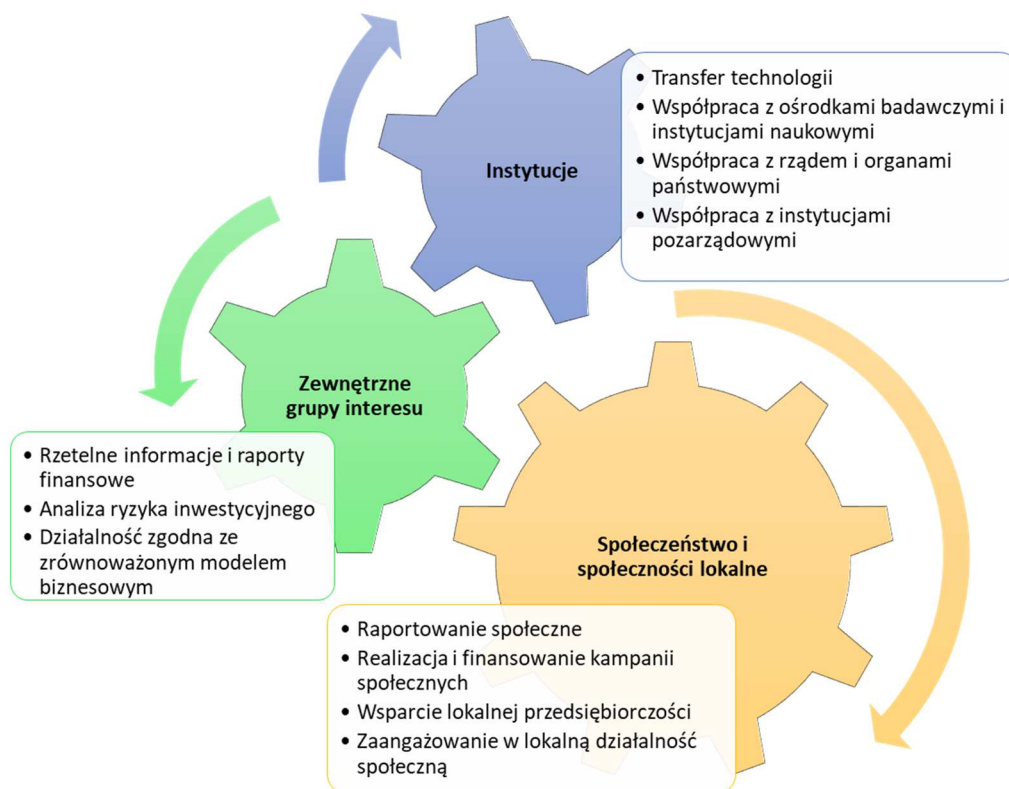 Instytucje
• Transfer technologii
• Współpraca z ośrodkami badawczymi i
instytucjami naukowymi
• Współpraca z rządem i organami
państwowymi
• Współpraca z instytucjami
pozarządowymi
Zewnętrzne
grupy interesu
• Rzetelne informacje i raporty
finansowe
• Analiza ryzyka inwestycyjnego
• Działalność zgodna ze
zrównoważonym modelem
biznesowym
Społeczeństwo i
społeczności lokalne
• Raportowanie społeczne
• Realizacja i finansowanie kampanii
społecznych
• Wsparcie lokalnej przedsiębiorczości
• Zaangażowanie w lokalną działalność
społeczną